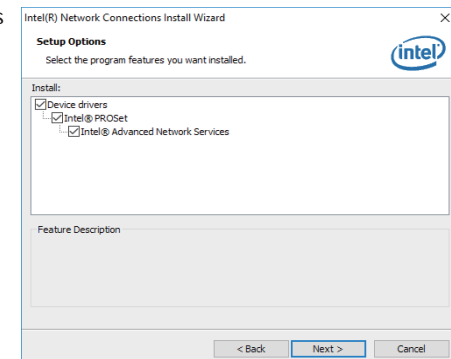 s
Intel(R) Network Connections Install Wizard
Setup Options
Select the program features you want installed.
intel
Install:
Device drivers
Intel® PROSet
Intel® Advanced Network Services
Feature Description
< Back Next > Cancel